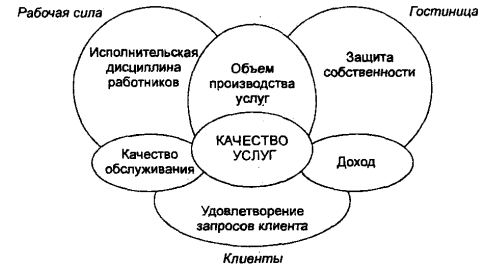 Рабочая сила
Гостиница
Исполнительская
дисциплина
работников
Объем
производства
услуг
Защита
собственности
Качество
обслуживания
КАЧЕСТВО
УСЛУГ
Доход
Удовлетворение
запросов клиента
Клиенты